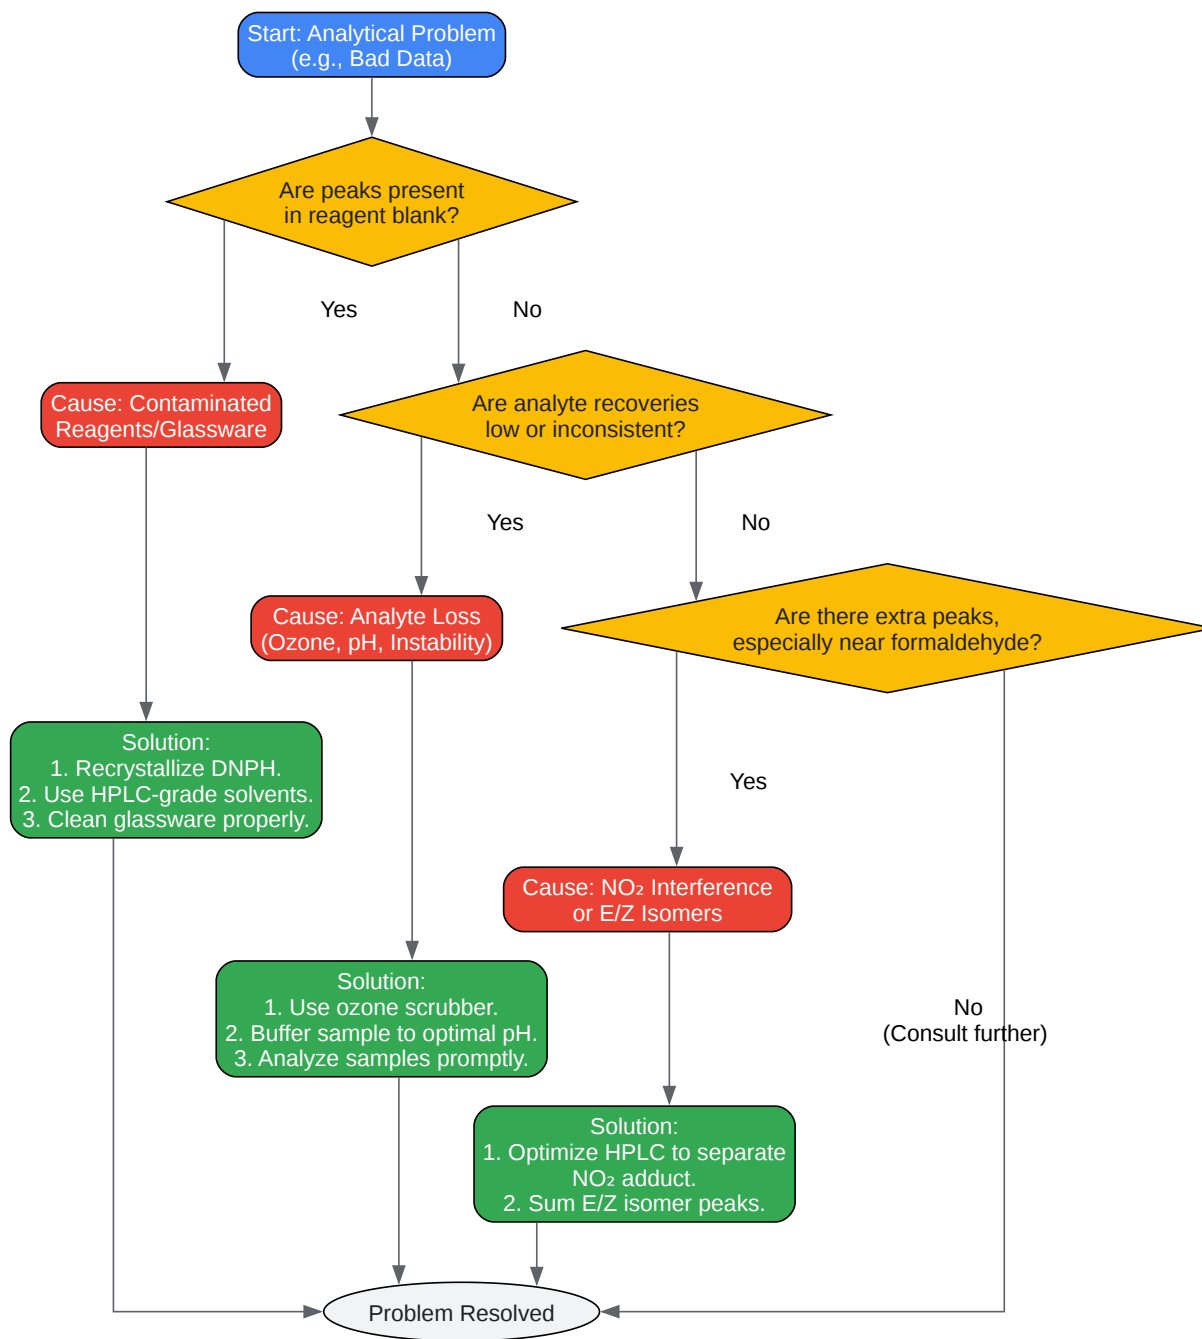 Start: Analytical Problem
(e.g., Bad Data)
Are peaks present
in reagent blank?
Yes
No
Cause: Contaminated
Reagents/Glassware
Are analyte recoveries
low or inconsistent?
Yes
No
Cause: Analyte Loss
(Ozone, pH, Instability)
Are there extra peaks,
especially near formaldehyde?
Solution:
1. Recrystallize DNPH.
2. Use HPLC-grade solvents.
3. Clean glassware properly.
Yes
Cause: NO₂ Interference
or E/Z Isomers
Solution:
1. Use ozone scrubber.
2. Buffer sample to optimal pH.
3. Analyze samples promptly.
No
(Consult further)
Solution:
1. Optimize HPLC to separate
NO₂ adduct.
2. Sum E/Z isomer peaks.
Problem Resolved